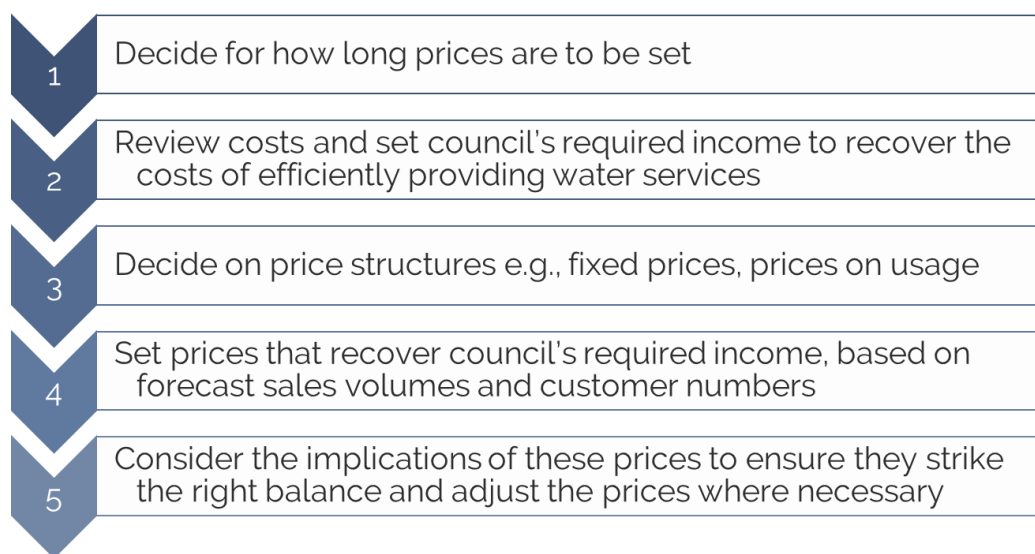 1
Decide for how long prices are to be set
2
Review costs and set council's required income to recover the
costs of efficiently providing water services
3
Decide on price structures e.g., fixed prices, prices on usage
4
Set prices that recover council's required income, based on
forecast sales volumes and customer numbers
5
Consider the implications of these prices to ensure they strike
the right balance and adjust the prices where necessary